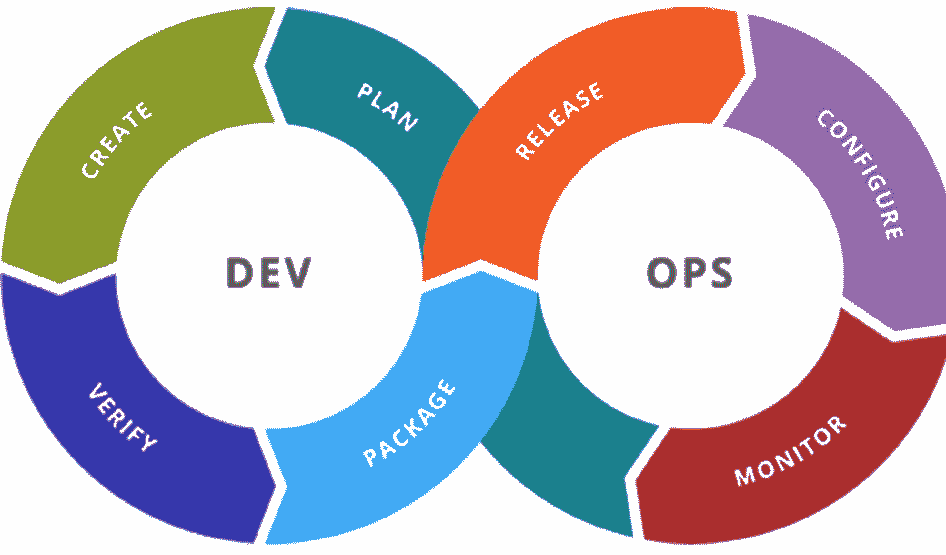 CREATE
PLAN
RELEASE
CONFIGURE
DEV
OPS
VERIFY
PACKAGE
MONITOR